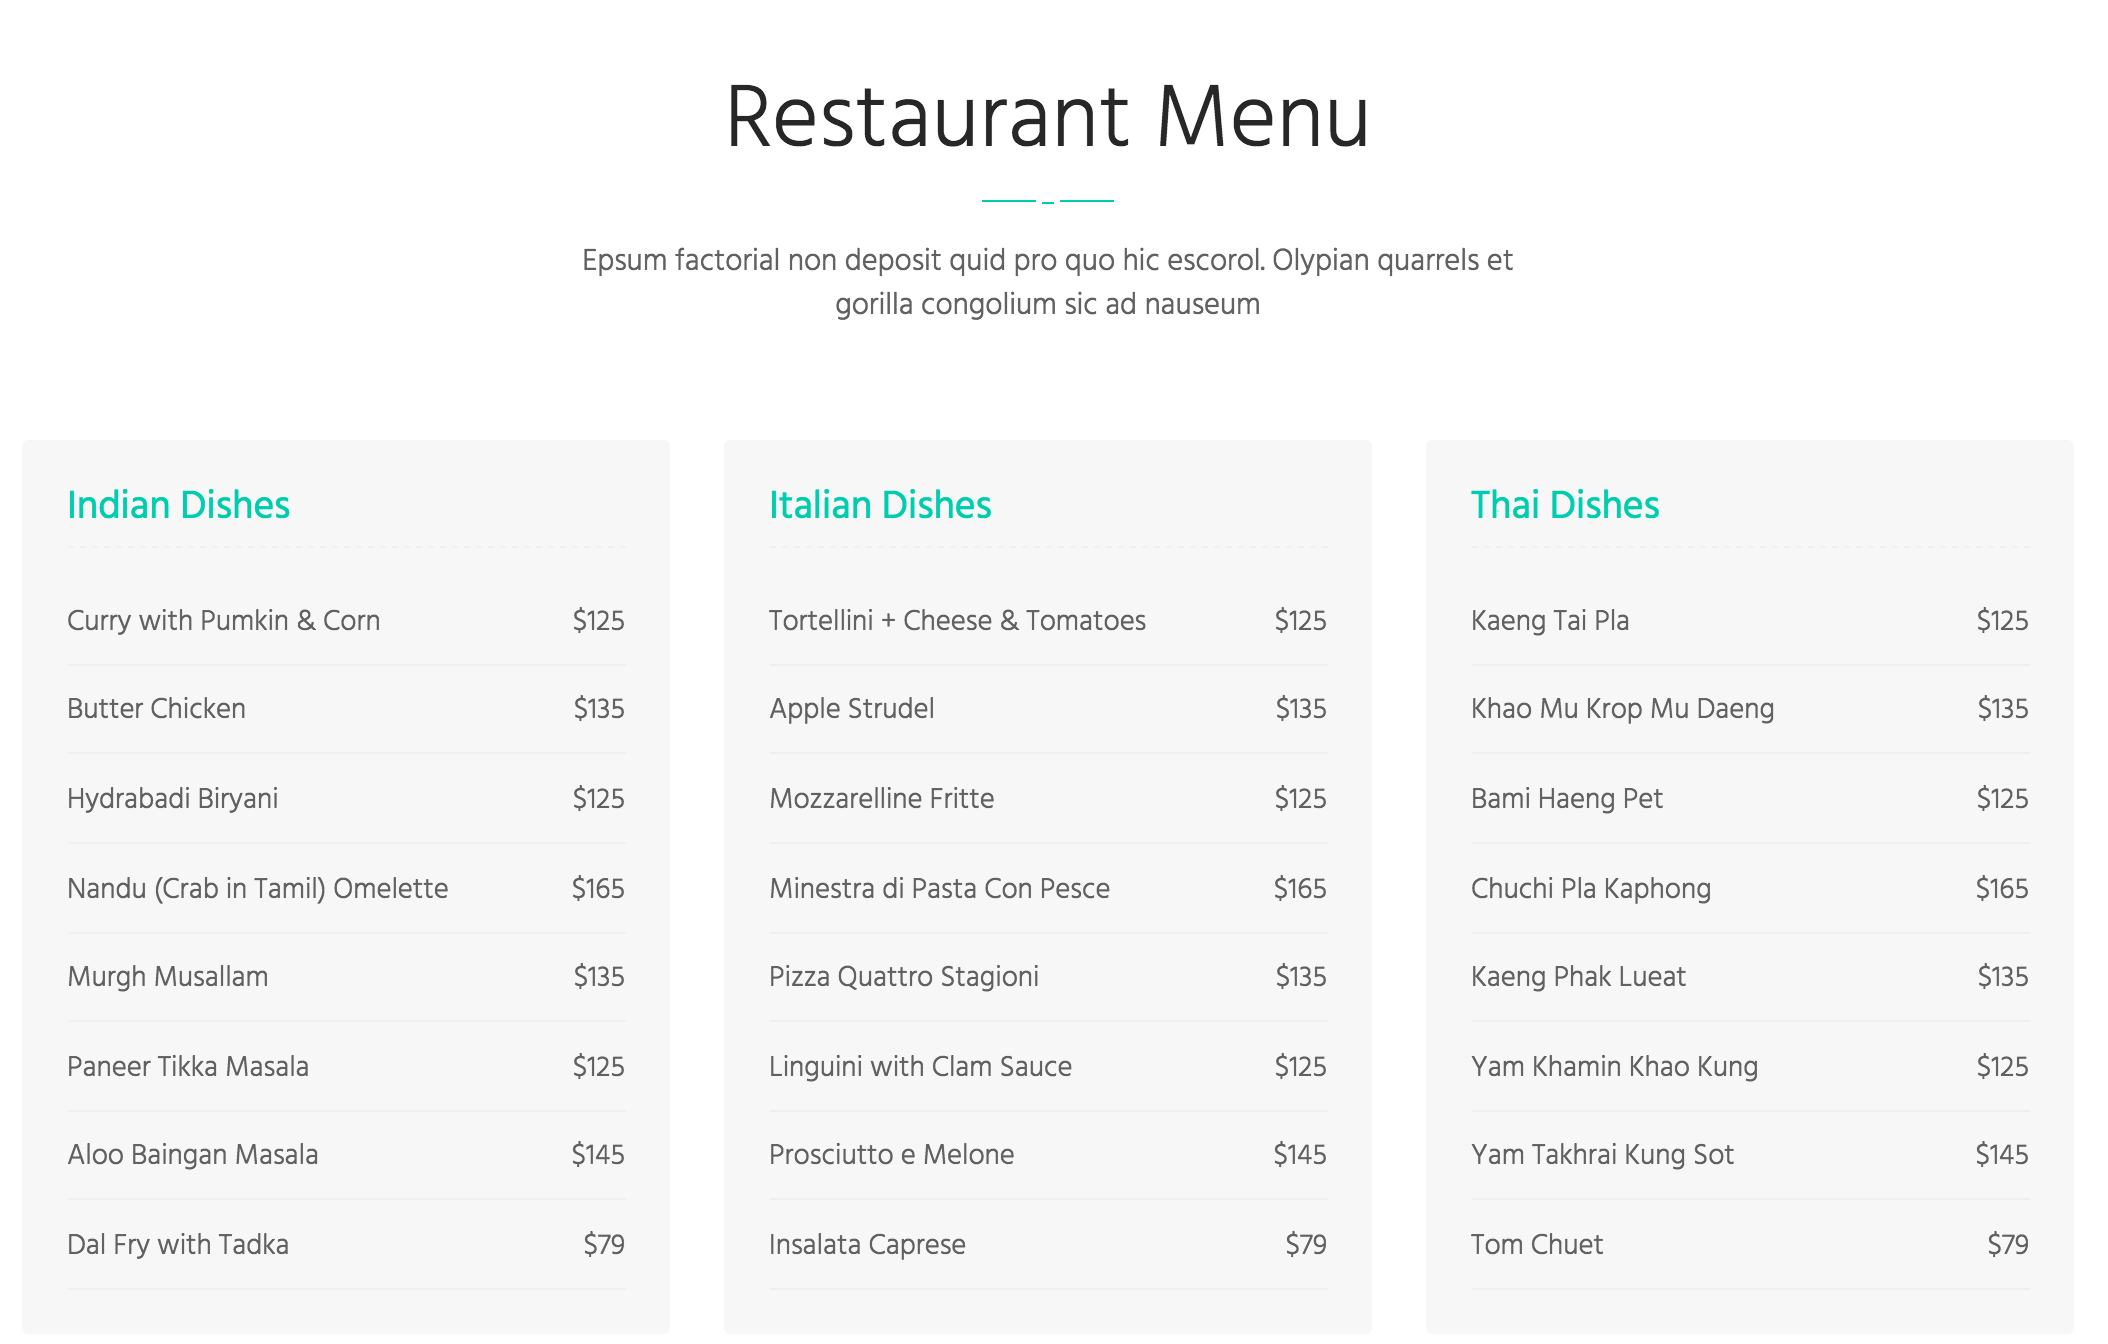 Restaurant Menu
Epsum factorial non deposit quid pro quo hic escorol. Olypian quarrels et
gorilla congolium sic ad nauseum
Indian Dishes
Curry with Pumkin & Corn $125
Butter Chicken $135
Hydrabadi Biryani $125
Nandu (Crab in Tamil) Omelette $165
Murgh Musallam $135
Paneer Tikka Masala $125
Aloo Baingan Masala $145
Dal Fry with Tadka $79
Italian Dishes
Tortellini + Cheese & Tomatoes $125
Apple Strudel $135
Mozzarelline Fritte $125
Minestra di Pasta Con Pesce $165
Pizza Quattro Stagioni $135
Linguini with Clam Sauce $125
Prosciutto e Melone $145
Insalata Caprese $79
Thai Dishes
Kaeng Tai Pla $125
Khao Mu Krop Mu Daeng $135
Bami Haeng Pet $125
Chuchi Pla Kaphong $165
Kaeng Phak Lueat $135
Yam Khamin Khao Kung $125
Yam Takhrai Kung Sot $145
Tom Chuet $79